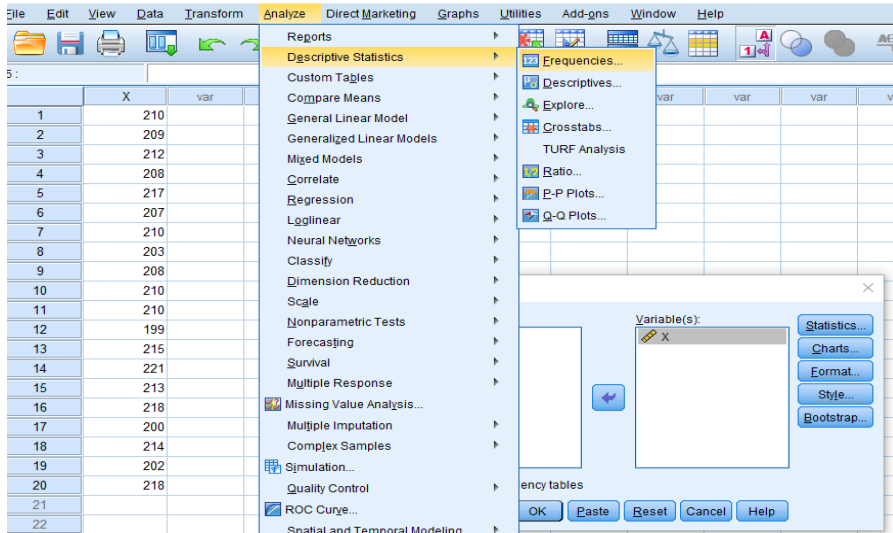 File Edit View Data Transform Analyze Direct Marketing Graphs Utilities Add-ons Window Help
5 :
X var var var var
1 210
2 209
3 212
4 208
5 217
6 207
7 210
8 203
9 208
10 210
11 210
12 199
13 215
14 221
15 213
16 218
17 200
18 214
19 202
20 218
21
22
Reports
Descriptive Statistics
Custom Tables
Compare Means
General Linear Model
Generalized Linear Models
Mixed Models
Correlate
Regression
Loglinear
Neural Networks
Classify
Dimension Reduction
Scale
Nonparametric Tests
Forecasting
Survival
Multiple Response
Missing Value Analysis...
Multiple Imputation
Complex Samples
Simulation...
Quality Control
ROC Curve...
Spatial and Temporal Modeling
Frequencies...
Descriptives...
Explore...
Crosstabs...
TURF Analysis
Ratio...
P-P Plots...
Q-Q Plots...
Variable(s):
X
Statistics...
Charts...
Format...
Style...
Bootstrap...
ency tables
OK Paste Reset Cancel Help